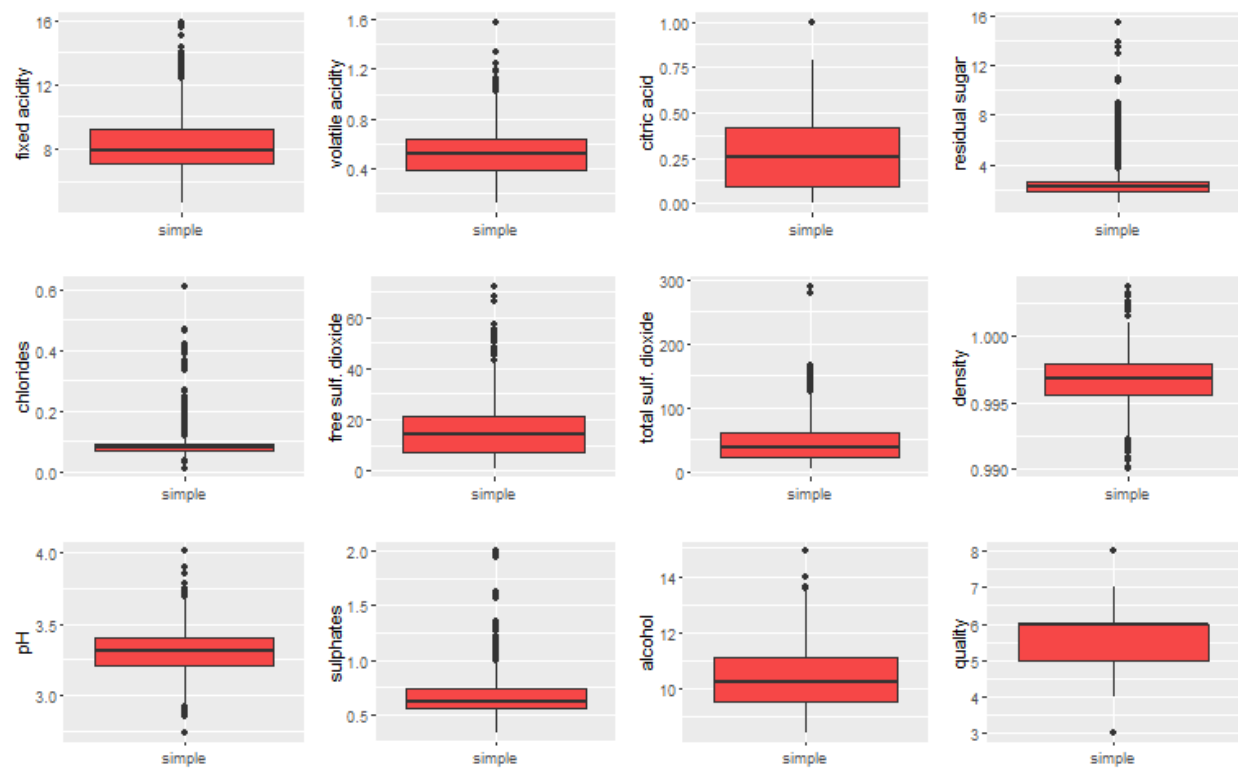 fixed acidity
16
12
8
simple
volatile acidity
1.6
1.2
0.8
0.4
simple
citric acid
1.00
0.75
0.50
0.25
0.00
simple
residual sugar
16
12
8
4
simple
chlorides
0.6
0.4
0.2
0.0
simple
free sulf. dioxide
60
40
20
0
simple
total sulf. dioxide
300
200
100
0
simple
density
1.000
0.995
0.990
simple
pH
4.0
3.5
3.0
simple
sulphates
2.0
1.5
1.0
0.5
simple
alcohol
14
12
10
simple
quality
8
7
6
5
4
3
simple